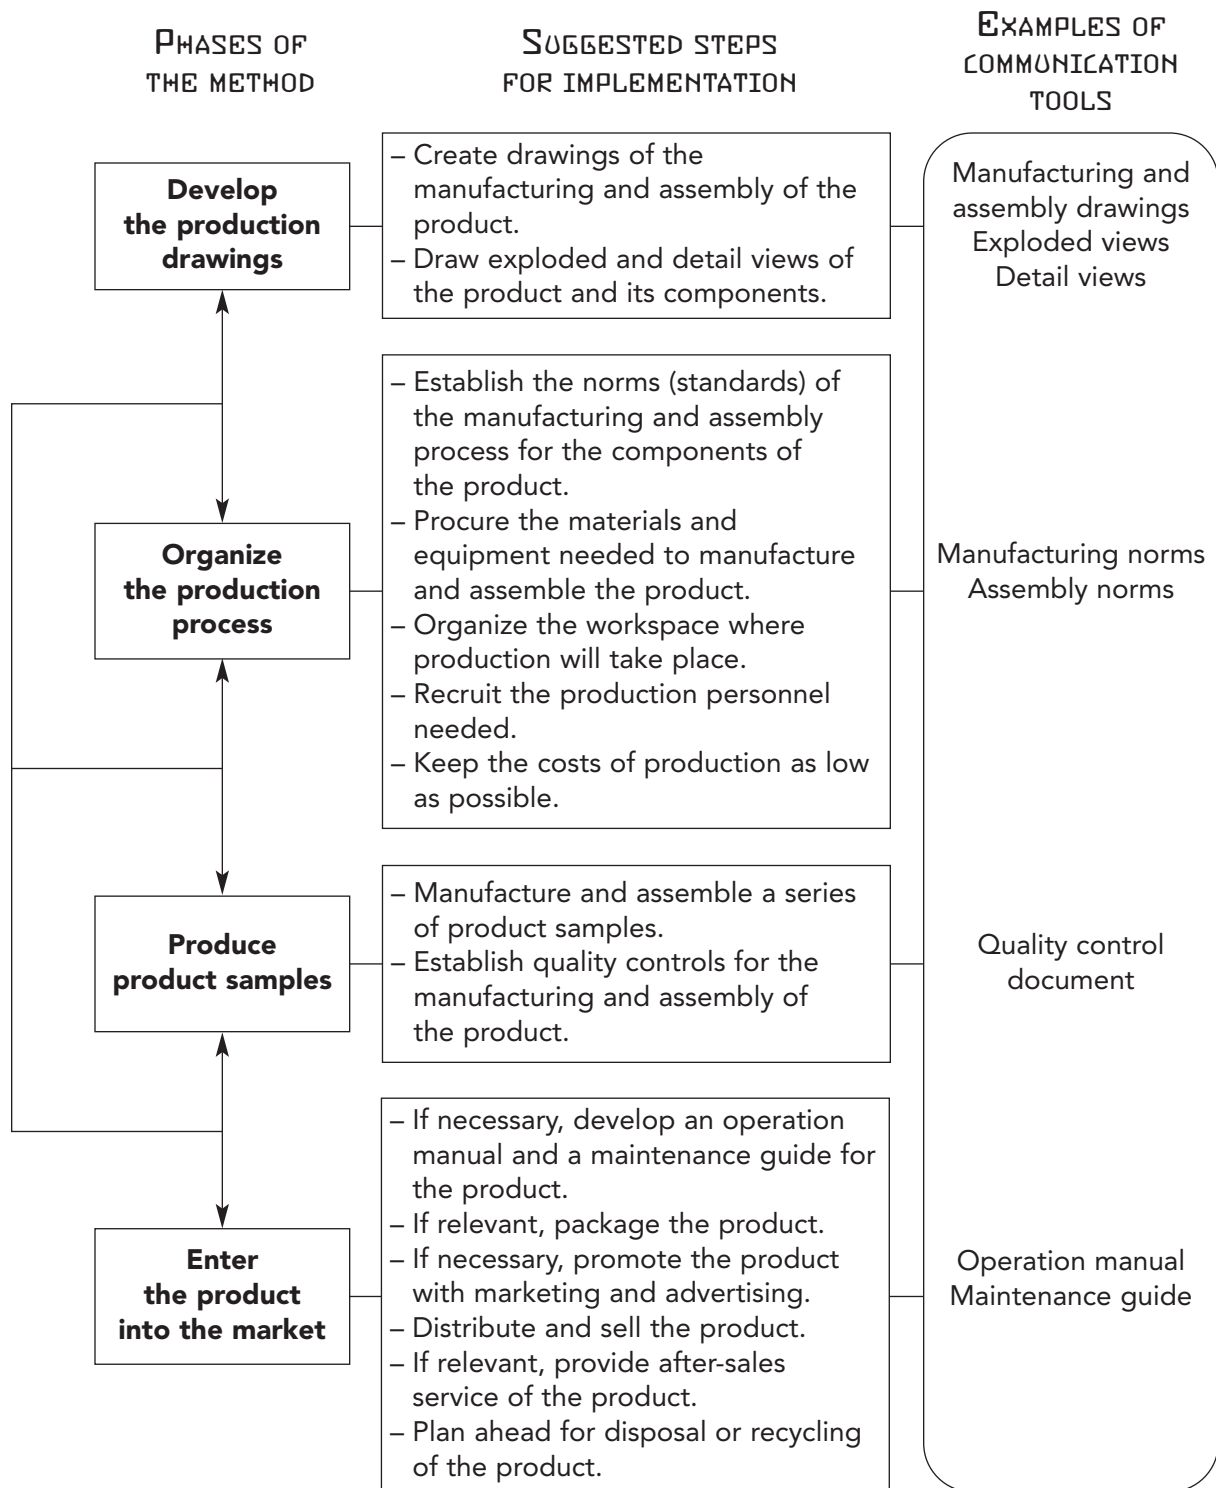 PHASES OF
THE METHOD
SUGGESTED STEPS
FOR IMPLEMENTATION
EXAMPLES OF
COMMUNICATION
TOOLS
Develop
the production
drawings
– Create drawings of the
manufacturing and assembly of the
product.
– Draw exploded and detail views of
the product and its components.
Manufacturing and
assembly drawings
Exploded views
Detail views
Organize
the production
process
– Establish the norms (standards) of
the manufacturing and assembly
process for the components of
the product.
– Procure the materials and
equipment needed to manufacture
and assemble the product.
– Organize the workspace where
production will take place.
– Recruit the production personnel
needed.
– Keep the costs of production as low
as possible.
Manufacturing norms
Assembly norms
Produce
product samples
– Manufacture and assemble a series
of product samples.
– Establish quality controls for the
manufacturing and assembly of
the product.
Quality control
document
Enter
the product
into the market
– If necessary, develop an operation
manual and a maintenance guide for
the product.
– If relevant, package the product.
– If necessary, promote the product
with marketing and advertising.
– Distribute and sell the product.
– If relevant, provide after-sales
service of the product.
– Plan ahead for disposal or recycling
of the product.
Operation manual
Maintenance guide